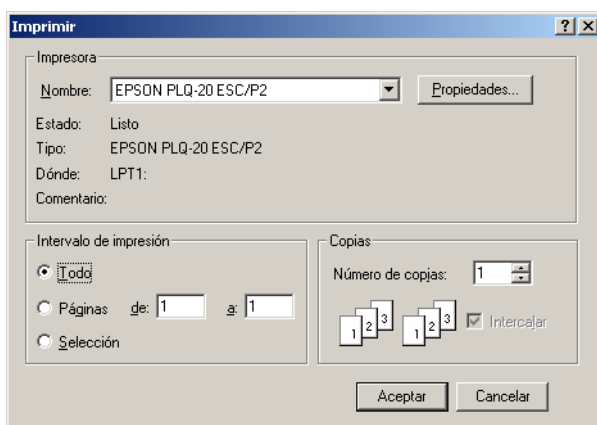 Imprimir
Impresora
Nombre: EPSON PLQ-20 ESC/P2 Propiedades...
Estado: Listo
Tipo: EPSON PLQ-20 ESC/P2
Dónde: LPT1:
Comentario:
Intervalo de impresión
Todo
Páginas de: 1 a: 1
Selección
Copias
Número de copias: 1
1 2 3 1 2 3 Intercalar
Aceptar Cancelar